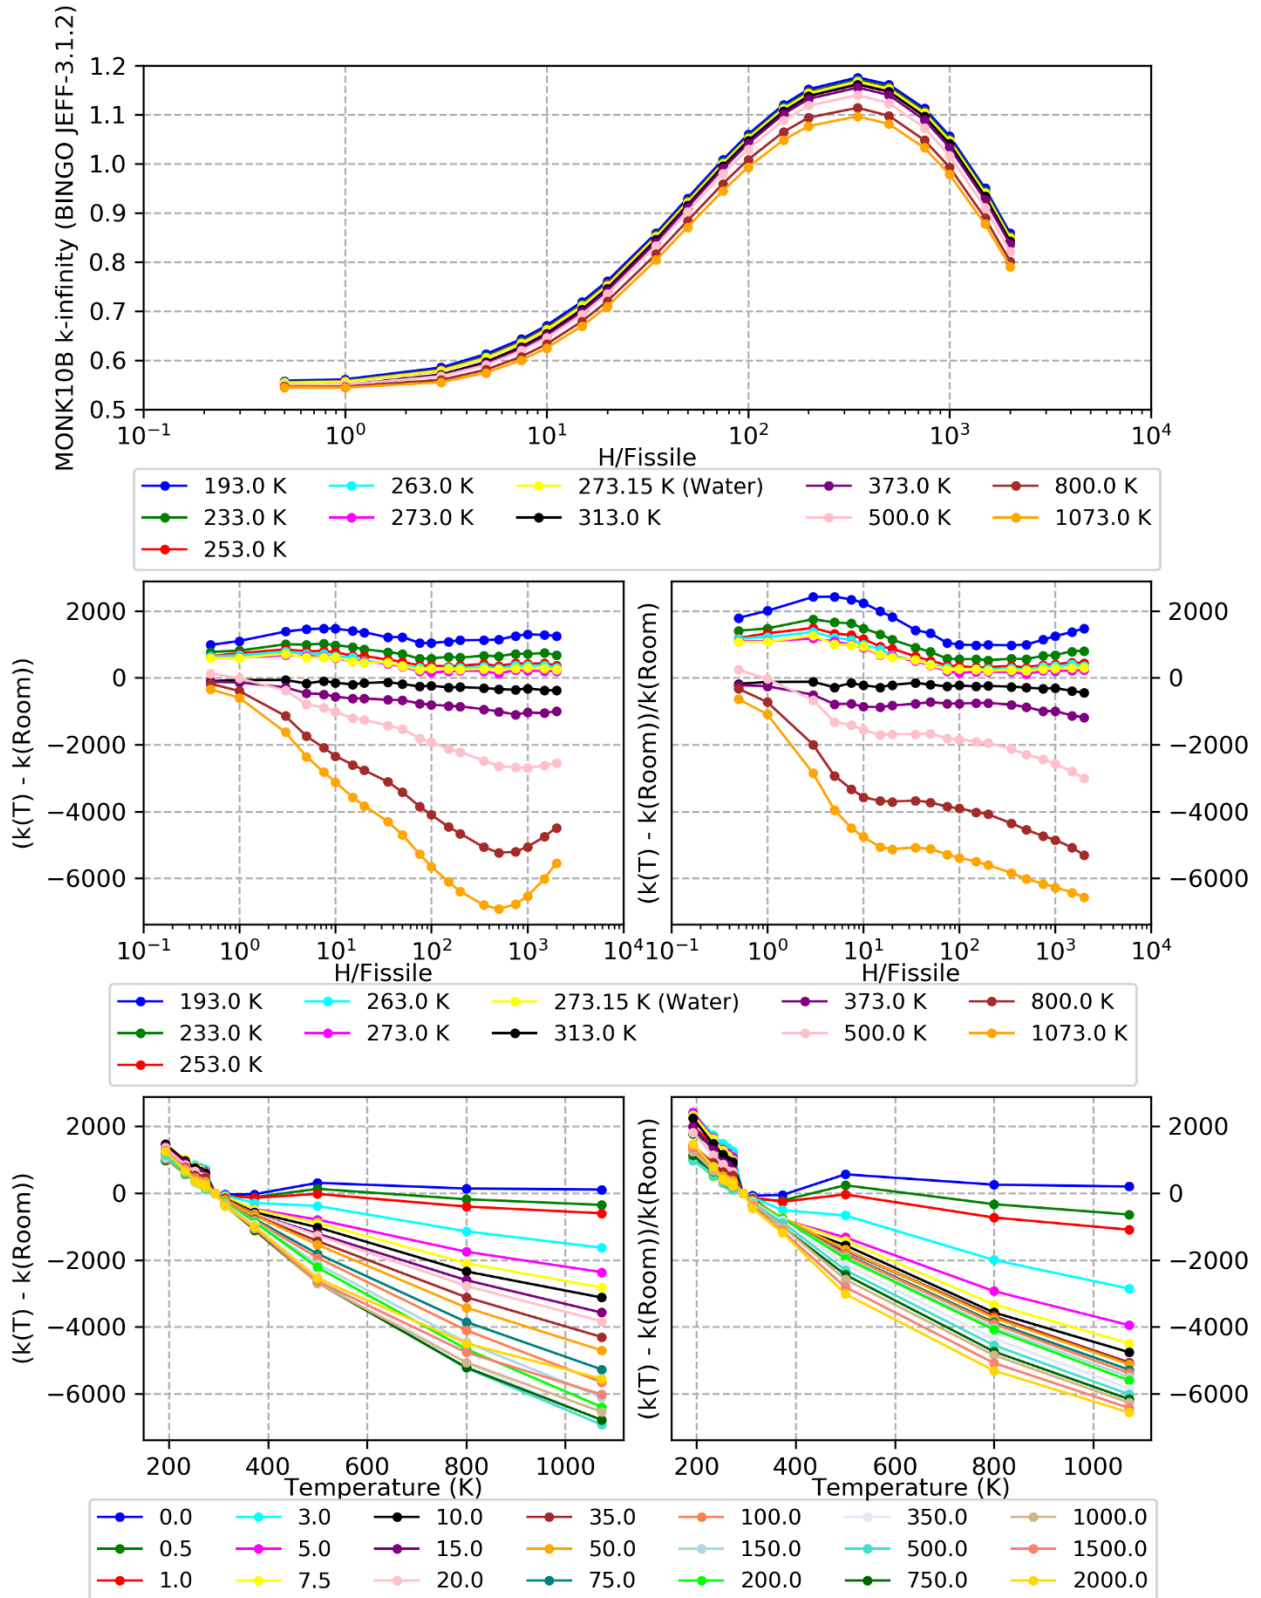 MONK10B k-infinity (BINGO JEFF-3.1.2)
1.2
1.1
1.0
0.9
0.8
0.7
0.6
0.5
10⁻¹ 10⁰ 10¹ 10² 10³ 10⁴
H/Fissile
193.0 K 263.0 K 273.15 K (Water) 373.0 K 800.0 K
233.0 K 273.0 K 313.0 K 500.0 K 1073.0 K
253.0 K
(k(T) - k(Room))
2000
0
−2000
−4000
−6000
10⁻¹ 10⁰ 10¹ 10² 10³ 10⁴
H/Fissile
(k(T) - k(Room))/k(Room)
2000
0
−2000
−4000
−6000
10⁻¹ 10⁰ 10¹ 10² 10³ 10⁴
H/Fissile
193.0 K 263.0 K 273.15 K (Water) 373.0 K 800.0 K
233.0 K 273.0 K 313.0 K 500.0 K 1073.0 K
253.0 K
(k(T) - k(Room))
2000
0
−2000
−4000
−6000
200 400 600 800 1000
Temperature (K)
(k(T) - k(Room))/k(Room)
2000
0
−2000
−4000
−6000
200 400 600 800 1000
Temperature (K)
0.0 3.0 10.0 35.0 100.0 350.0 1000.0
0.5 5.0 15.0 50.0 150.0 500.0 1500.0
1.0 7.5 20.0 75.0 200.0 750.0 2000.0